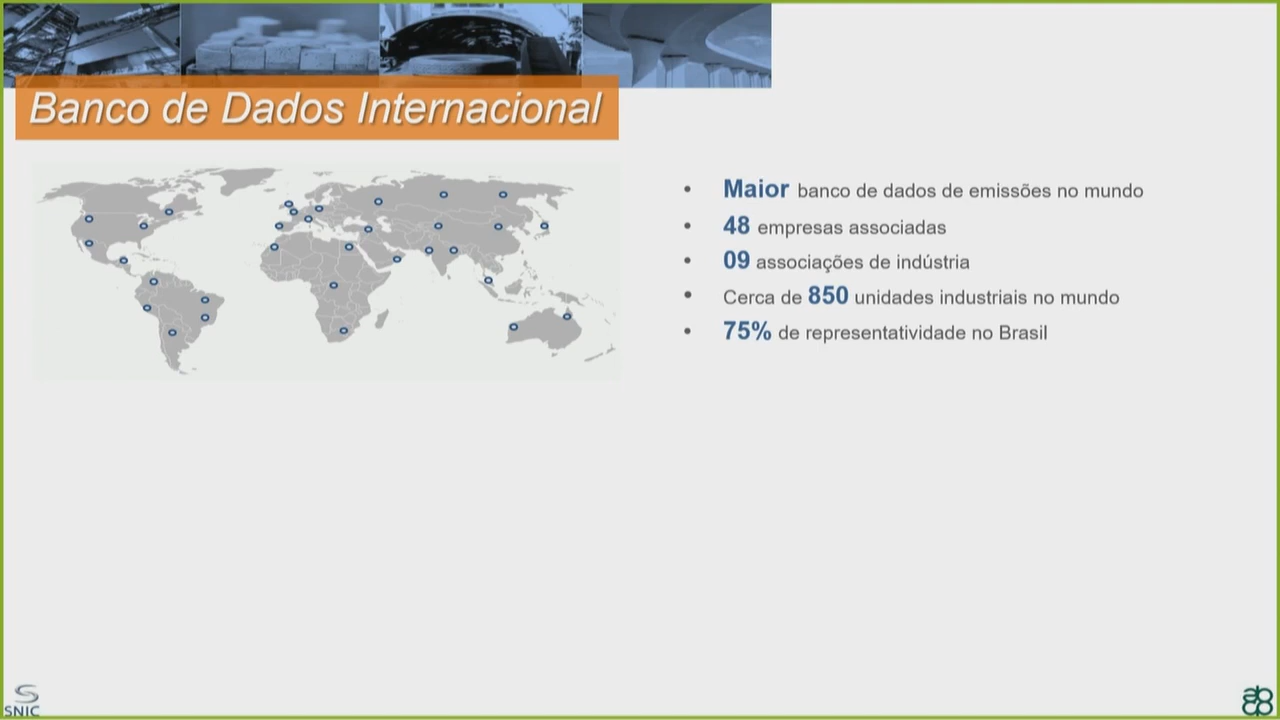 Banco de Dados Internacional
• Maior banco de dados de emissões no mundo
• 48 empresas associadas
• 09 associações de indústria
• Cerca de 850 unidades industriais no mundo
• 75% de representatividade no Brasil
SNIC